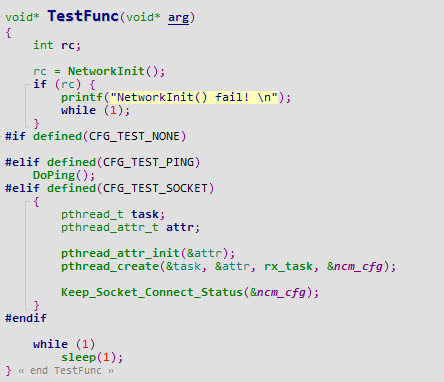 void* TestFunc(void* arg)
{
    int rc;

    rc = NetworkInit();
    if (rc) {
        printf("NetworkInit() fail! \n");
        while (1);
    }
#if defined(CFG_TEST_NONE)

#elif defined(CFG_TEST_PING)
    DoPing();
#elif defined(CFG_TEST_SOCKET)
    {
        pthread_t task;
        pthread_attr_t attr;

        pthread_attr_init(&attr);
        pthread_create(&task, &attr, rx_task, &ncm_cfg);

        Keep_Socket_Connect_Status(&ncm_cfg);
    }
#endif

    while (1)
        sleep(1);
} « end TestFunc »